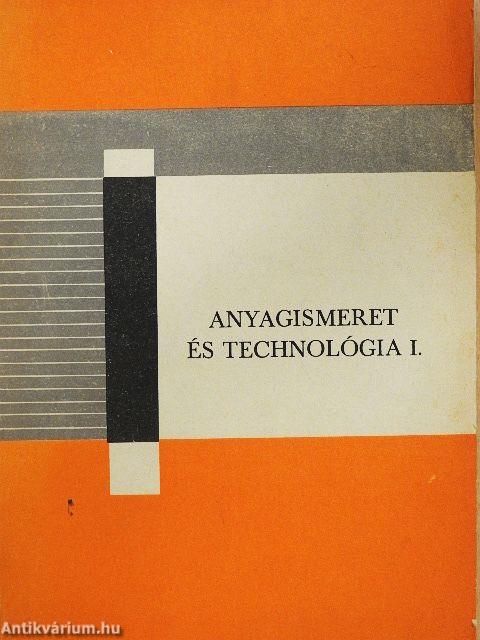 ANYAGISMERET
ÉS TECHNOLÓGIA I.
Antikvárium.hu